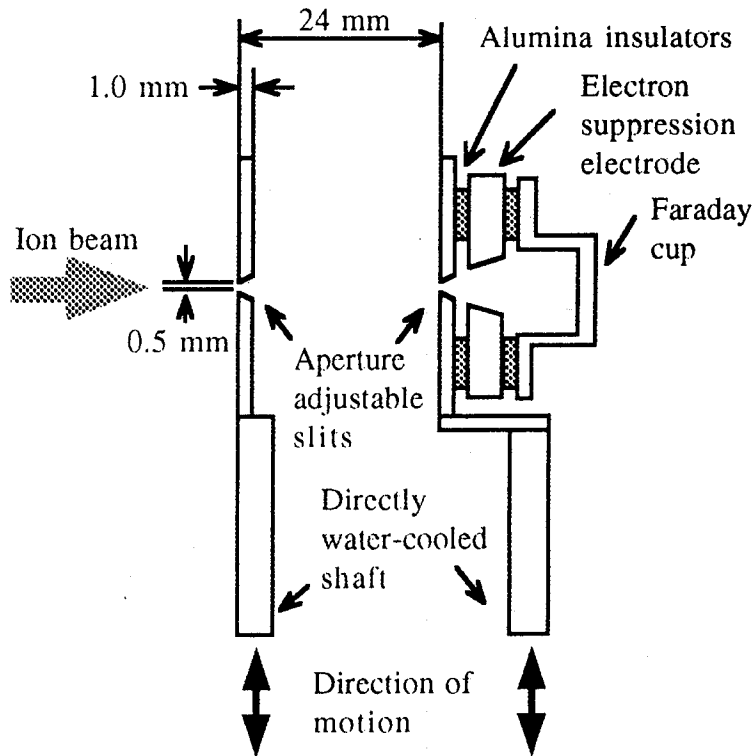 24 mm
Alumina insulators
1.0 mm
Electron
suppression
electrode
Faraday
cup
Ion beam
0.5 mm
Aperture
adjustable
slits
Directly
water-cooled
shaft
Direction of
motion